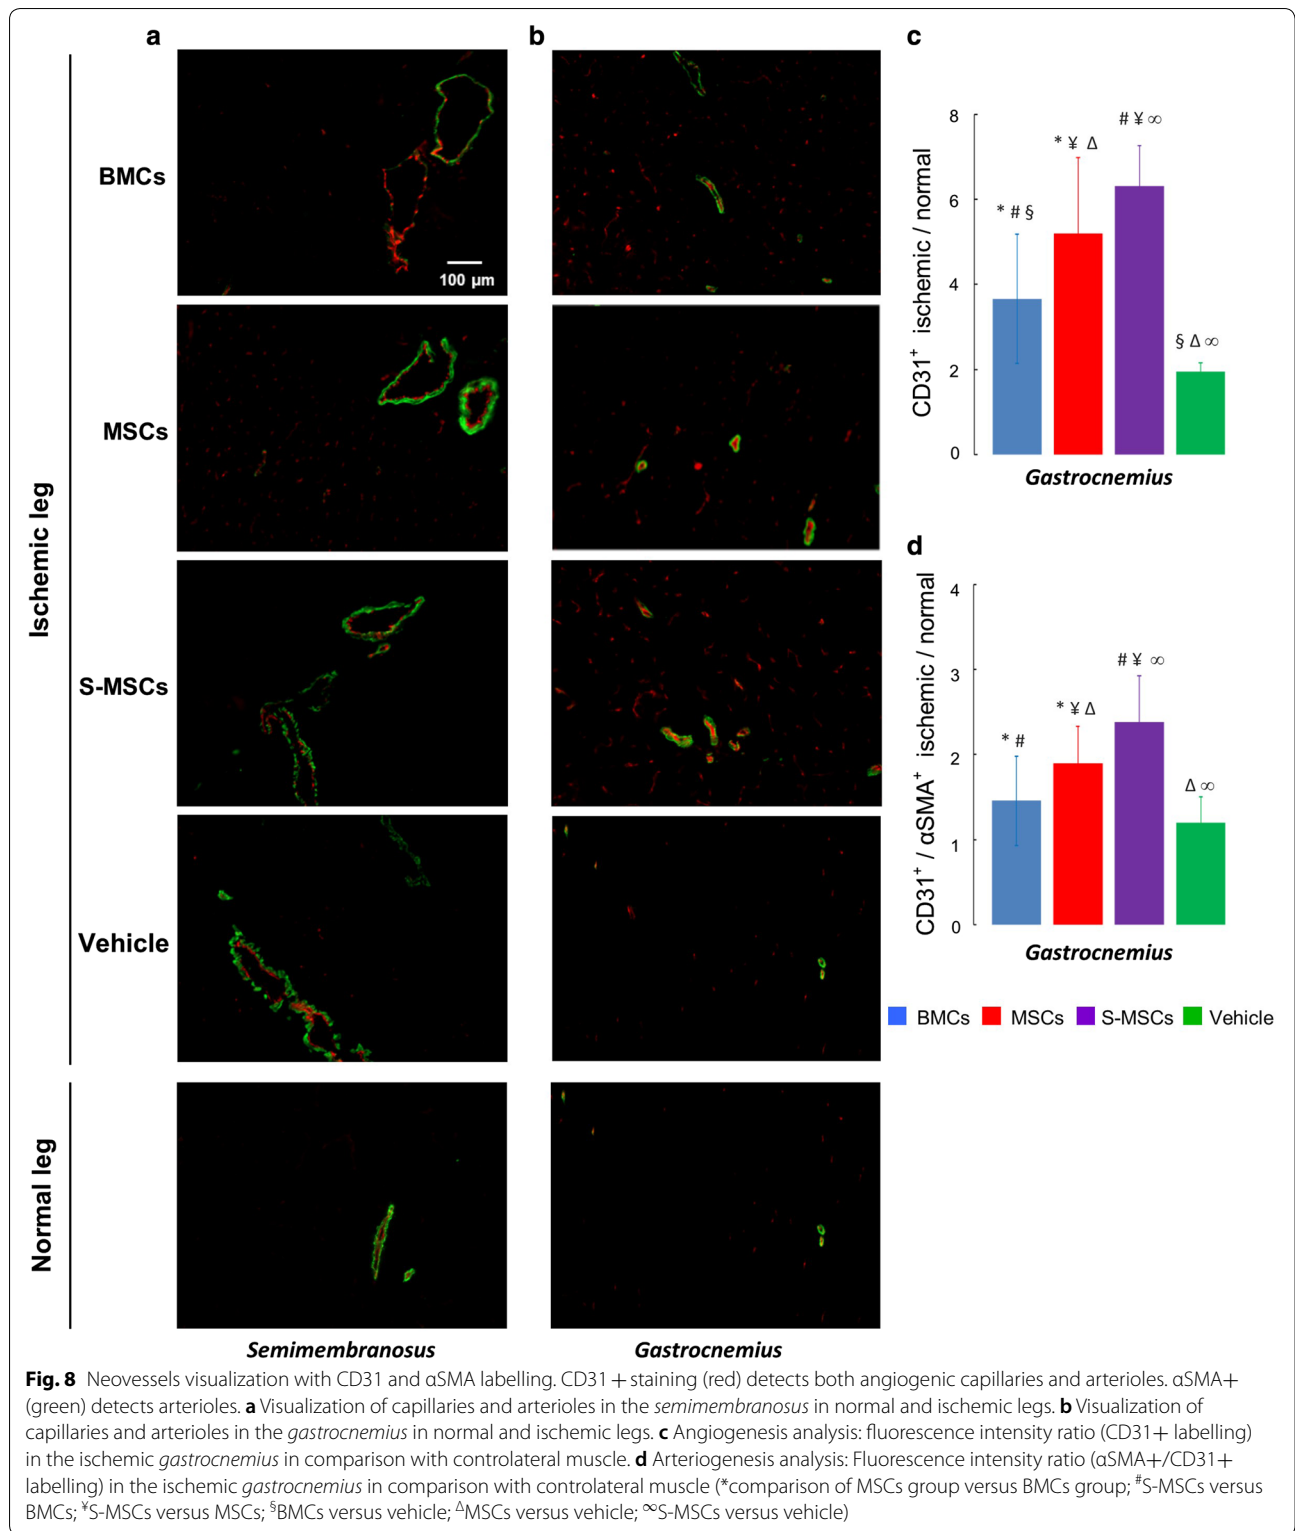 a
b
c
Ischemic leg
BMCs
100 µm
MSCs
S-MSCs
Vehicle
Normal leg
Semimembranosus
Gastrocnemius
CD31⁺ ischemic / normal
8
6
4
2
0
* # §
* ¥ Δ
# ¥ ∞
§ Δ ∞
Gastrocnemius
d
CD31⁺ / αSMA⁺ ischemic / normal
4
3
2
1
0
* #
* ¥ Δ
# ¥ ∞
Δ ∞
Gastrocnemius
BMCs MSCs S-MSCs Vehicle
Fig. 8 Neovessels visualization with CD31 and αSMA labelling. CD31 + staining (red) detects both angiogenic capillaries and arterioles. αSMA+
(green) detects arterioles. a Visualization of capillaries and arterioles in the semimembranosus in normal and ischemic legs. b Visualization of
capillaries and arterioles in the gastrocnemius in normal and ischemic legs. c Angiogenesis analysis: fluorescence intensity ratio (CD31+ labelling)
in the ischemic gastrocnemius in comparison with controlateral muscle. d Arteriogenesis analysis: Fluorescence intensity ratio (αSMA+/CD31+
labelling) in the ischemic gastrocnemius in comparison with controlateral muscle (*comparison of MSCs group versus BMCs group; #S-MSCs versus
BMCs; ¥S-MSCs versus MSCs; §BMCs versus vehicle; ΔMSCs versus vehicle; ∞S-MSCs versus vehicle)